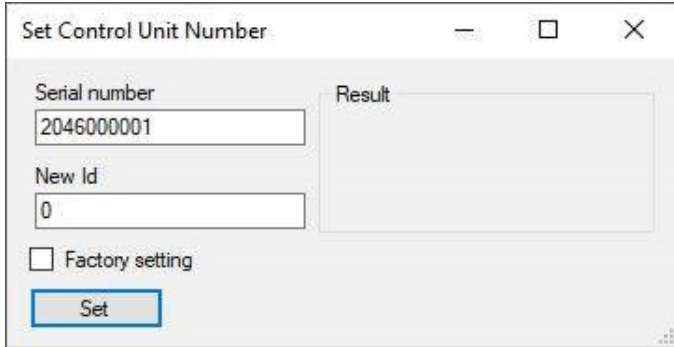 Set Control Unit Number
Serial number
2046000001
New Id
0
Factory setting
Set
Result